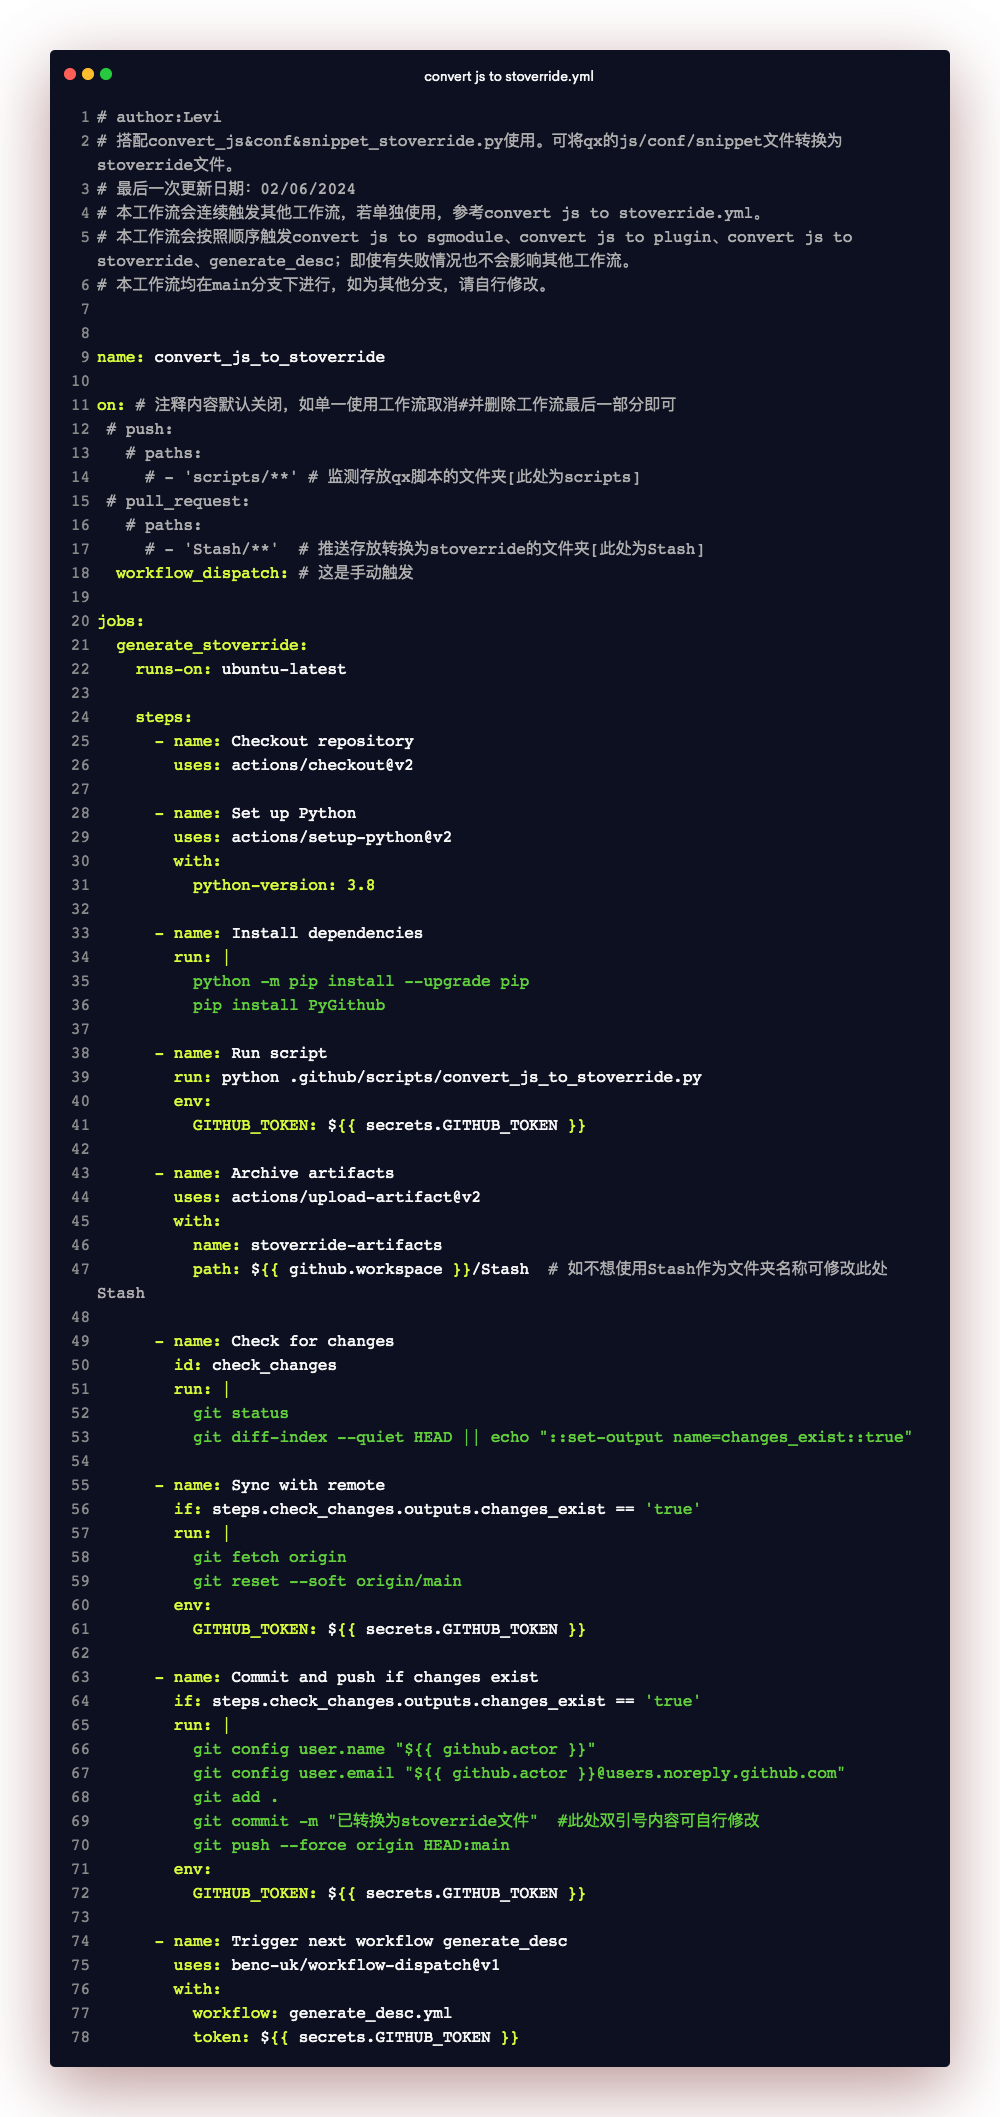 convert js to stoverride.yml
1 # author:Levi
2 # 搭配convert_js&conf&snippet_stoverride.py使用。可将qx的js/conf/snippet文件转换为
stoverride文件。
3 # 最后一次更新日期：02/06/2024
4 # 本工作流会连续触发其他工作流，若单独使用，参考convert js to stoverride.yml。
5 # 本工作流会按照顺序触发convert js to sgmodule、convert js to plugin、convert js to
stoverride、generate_desc；即使有失败情况也不会影响其他工作流。
6 # 本工作流均在main分支下进行，如为其他分支，请自行修改。
7
8
9 name: convert_js_to_stoverride
10
11 on: # 注释内容默认关闭，如单一使用工作流取消#并删除工作流最后一部分即可
12  # push:
13    # paths:
14      # - 'scripts/**' # 监测存放qx脚本的文件夹[此处为scripts]
15  # pull_request:
16    # paths:
17      # - 'Stash/**'  # 推送存放转换为stoverride的文件夹[此处为Stash]
18   workflow_dispatch: # 这是手动触发
19
20 jobs:
21   generate_stoverride:
22     runs-on: ubuntu-latest
23
24     steps:
25       - name: Checkout repository
26         uses: actions/checkout@v2
27
28       - name: Set up Python
29         uses: actions/setup-python@v2
30         with:
31           python-version: 3.8
32
33       - name: Install dependencies
34         run: |
35           python -m pip install --upgrade pip
36           pip install PyGithub
37
38       - name: Run script
39         run: python .github/scripts/convert_js_to_stoverride.py
40         env:
41           GITHUB_TOKEN: ${{ secrets.GITHUB_TOKEN }}
42
43       - name: Archive artifacts
44         uses: actions/upload-artifact@v2
45         with:
46           name: stoverride-artifacts
47           path: ${{ github.workspace }}/Stash  # 如不想使用Stash作为文件夹名称可修改此处
Stash
48
49       - name: Check for changes
50         id: check_changes
51         run: |
52           git status
53           git diff-index --quiet HEAD || echo "::set-output name=changes_exist::true"
54
55       - name: Sync with remote
56         if: steps.check_changes.outputs.changes_exist == 'true'
57         run: |
58           git fetch origin
59           git reset --soft origin/main
60         env:
61           GITHUB_TOKEN: ${{ secrets.GITHUB_TOKEN }}
62
63       - name: Commit and push if changes exist
64         if: steps.check_changes.outputs.changes_exist == 'true'
65         run: |
66           git config user.name "${{ github.actor }}"
67           git config user.email "${{ github.actor }}@users.noreply.github.com"
68           git add .
69           git commit -m "已转换为stoverride文件"  #此处双引号内容可自行修改
70           git push --force origin HEAD:main
71         env:
72           GITHUB_TOKEN: ${{ secrets.GITHUB_TOKEN }}
73
74       - name: Trigger next workflow generate_desc
75         uses: benc-uk/workflow-dispatch@v1
76         with:
77           workflow: generate_desc.yml
78           token: ${{ secrets.GITHUB_TOKEN }}